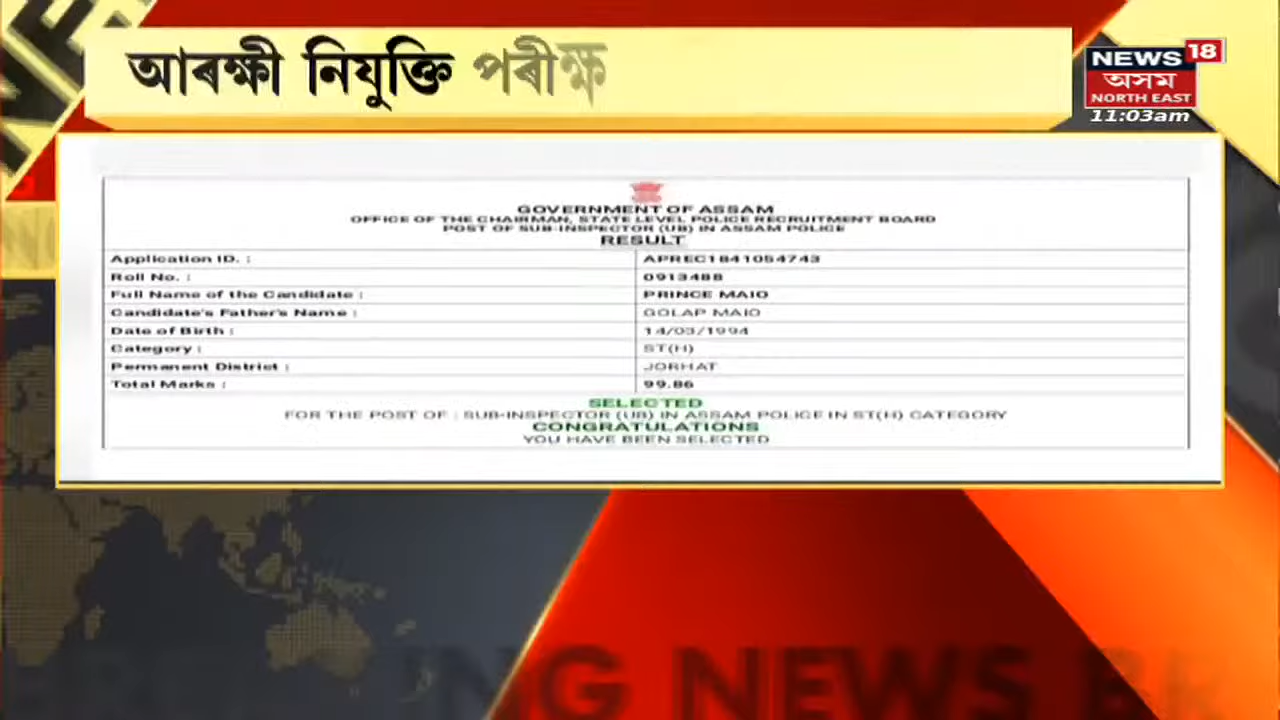 আৰক্ষী নিযুক্তি পৰীক্ষ
NEWS 18
অসম
NORTH EAST
11:03am
GOVERNMENT OF ASSAM
OFFICE OF THE CHAIRMAN, STATE LEVEL POLICE RECRUITMENT BOARD
POST OF SUB-INSPECTOR (UB) IN ASSAM POLICE
RESULT
Application ID. : APREC1841054743
Roll No. : 0913488
Full Name of the Candidate : PRINCE MAIO
Candidate's Father's Name : GOLAP MAIO
Date of Birth : 14/03/1994
Category : ST(H)
Permanent District : JORHAT
Total Marks : 99.86
SELECTED
FOR THE POST OF : SUB-INSPECTOR (UB) IN ASSAM POLICE IN ST(H) CATEGORY
CONGRATULATIONS
YOU HAVE BEEN SELECTED
NEWS